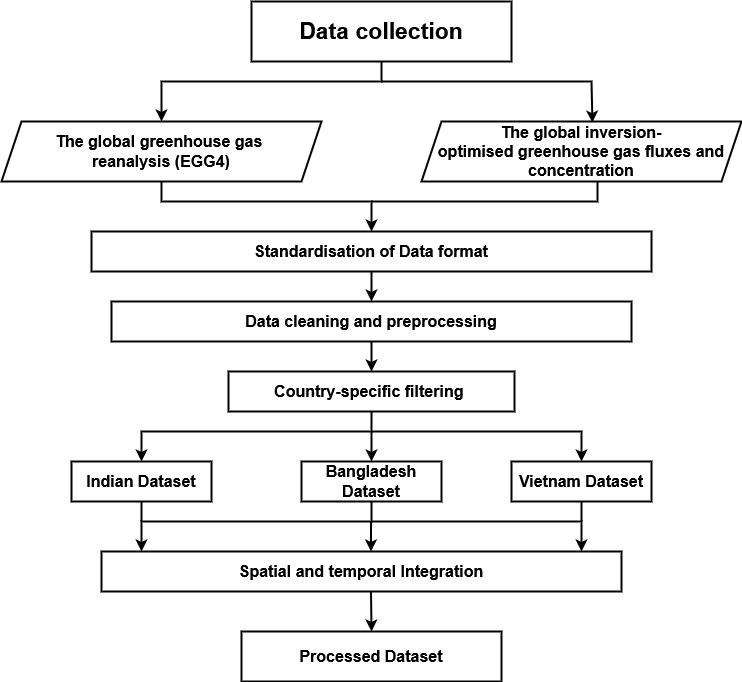 Data collection
The global greenhouse gas
reanalysis (EGG4)
The global inversion-
optimised greenhouse gas fluxes and
concentration
Standardisation of Data format
Data cleaning and preprocessing
Country-specific filtering
Indian Dataset
Bangladesh
Dataset
Vietnam Dataset
Spatial and temporal Integration
Processed Dataset